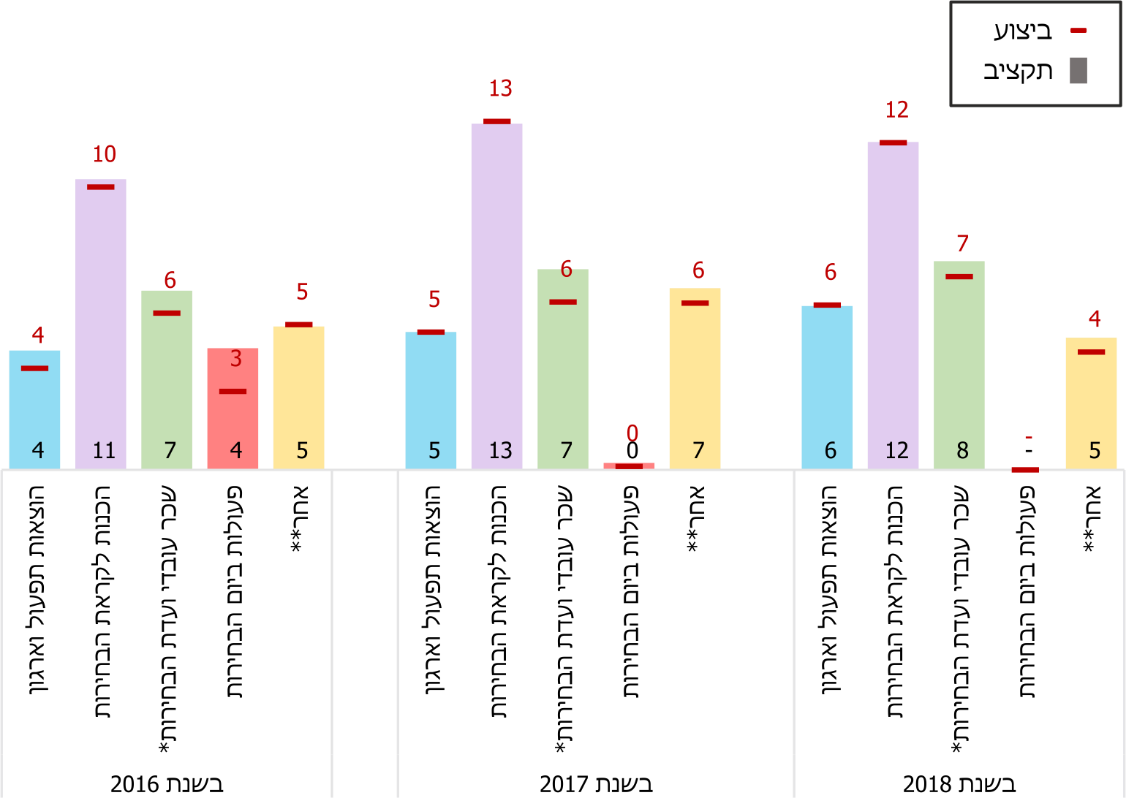 ביצוע
תקציב
4
10
6
3
5
4
11
7
4
5
הוצאות תפעול וארגון
הכנות לקראת הבחירות
שכר עובדי ועדת הבחירות*
פעולות ביום הבחירות
אחר**
בשנת 2016
5
13
6
0
6
5
13
7
0
7
הוצאות תפעול וארגון
הכנות לקראת הבחירות
שכר עובדי ועדת הבחירות*
פעולות ביום הבחירות
אחר**
בשנת 2017
6
12
7
-
4
6
12
8
-
5
הוצאות תפעול וארגון
הכנות לקראת הבחירות
שכר עובדי ועדת הבחירות*
פעולות ביום הבחירות
אחר**
בשנת 2018